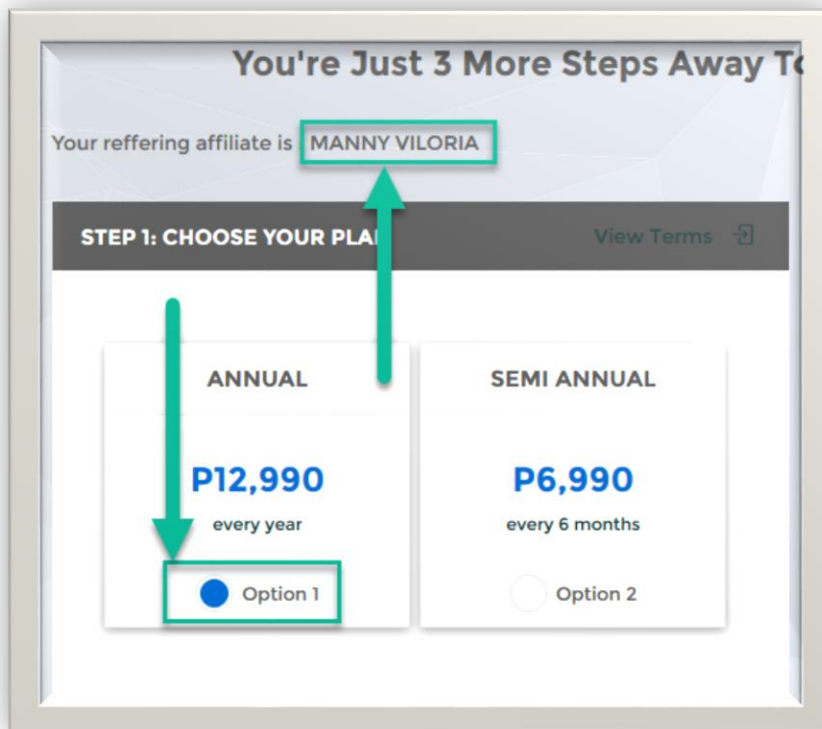 You're Just 3 More Steps Away To
Your reffering affiliate is MANNY VILORIA
STEP 1: CHOOSE YOUR PLAN View Terms
ANNUAL
P12,990
every year
Option 1
SEMI ANNUAL
P6,990
every 6 months
Option 2